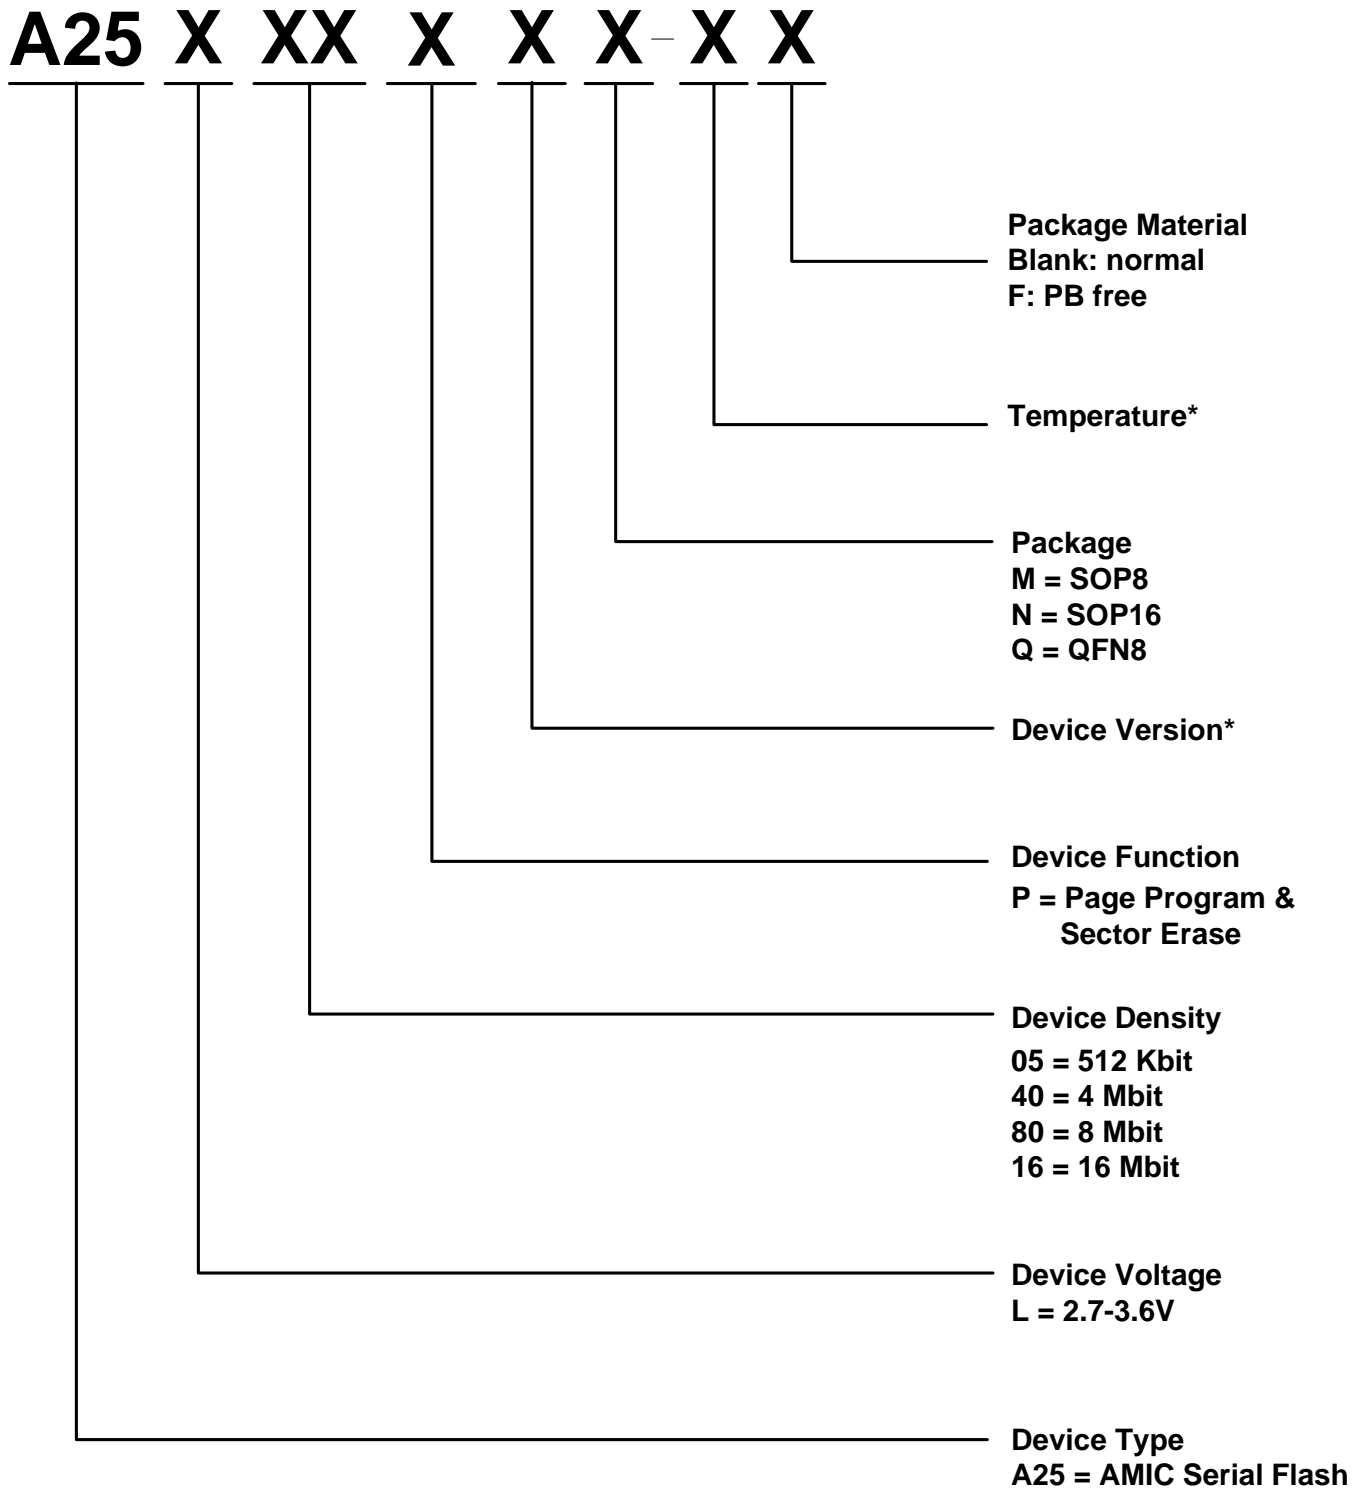 A25 X XX X X X - X X
Package Material
Blank: normal
F: PB free
Temperature*
Package
M = SOP8
N = SOP16
Q = QFN8
Device Version*
Device Function
P = Page Program &
Sector Erase
Device Density
05 = 512 Kbit
40 = 4 Mbit
80 = 8 Mbit
16 = 16 Mbit
Device Voltage
L = 2.7-3.6V
Device Type
A25 = AMIC Serial Flash